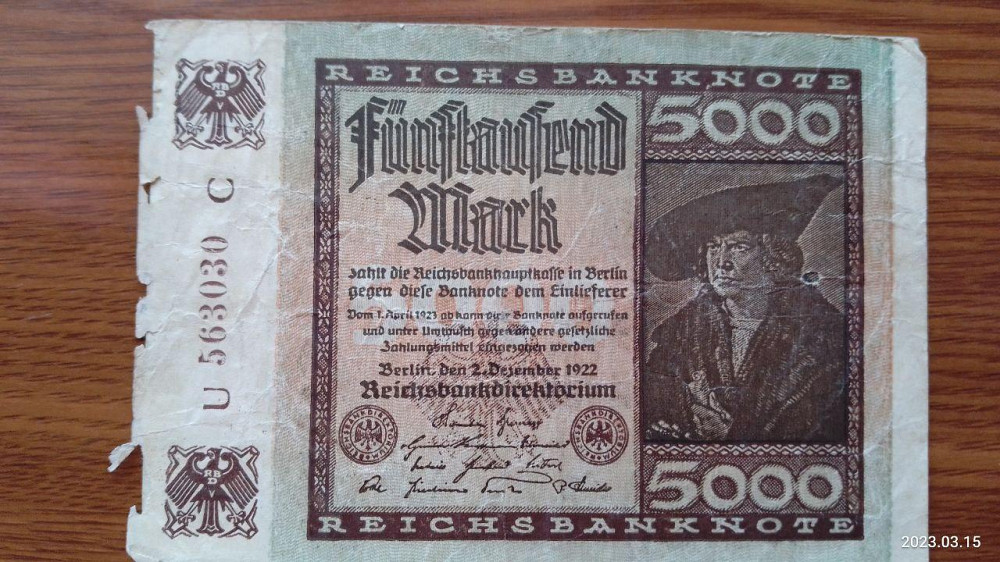 REICHSBANKNOTE
5000
Fünftausend
Mark
zahlt die Reichsbankhauptkasse in Berlin
gegen diese Banknote dem Einlieferer
Vom 1. April 1923 ab kann diese Banknote aufgerufen
und unter Umtausch gegen andere gesetzliche
Zahlungsmittel eingezogen werden
Berlin, den 2. Dezember 1922
Reichsbankdirektorium
5000
REICHSBANKNOTE
U 563030 C
RBD
RBD
2023.03.15